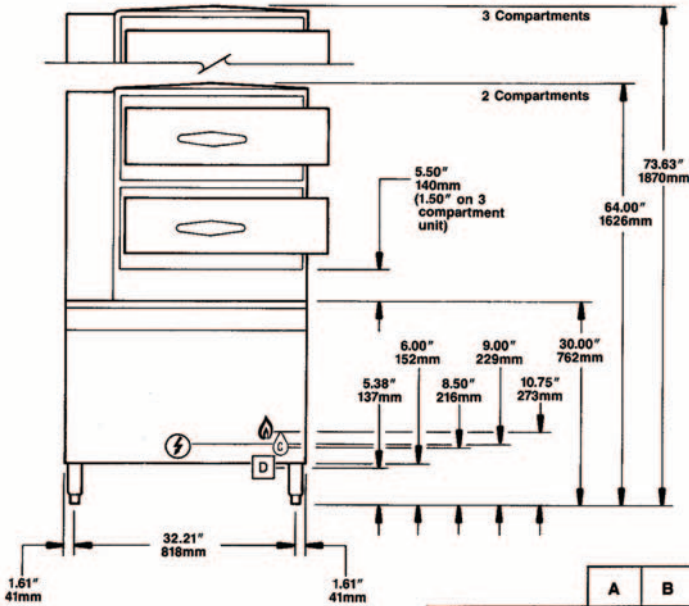 3 Compartments
2 Compartments
73.63"
1870mm
5.50"
140mm
(1.50" on 3
compartment
unit)
64.00"
1626mm
6.00"
152mm
9.00"
229mm
30.00"
762mm
5.38"
137mm
8.50"
216mm
10.75"
273mm
C
D
32.21"
818mm
1.61"
41mm
1.61"
41mm
A B